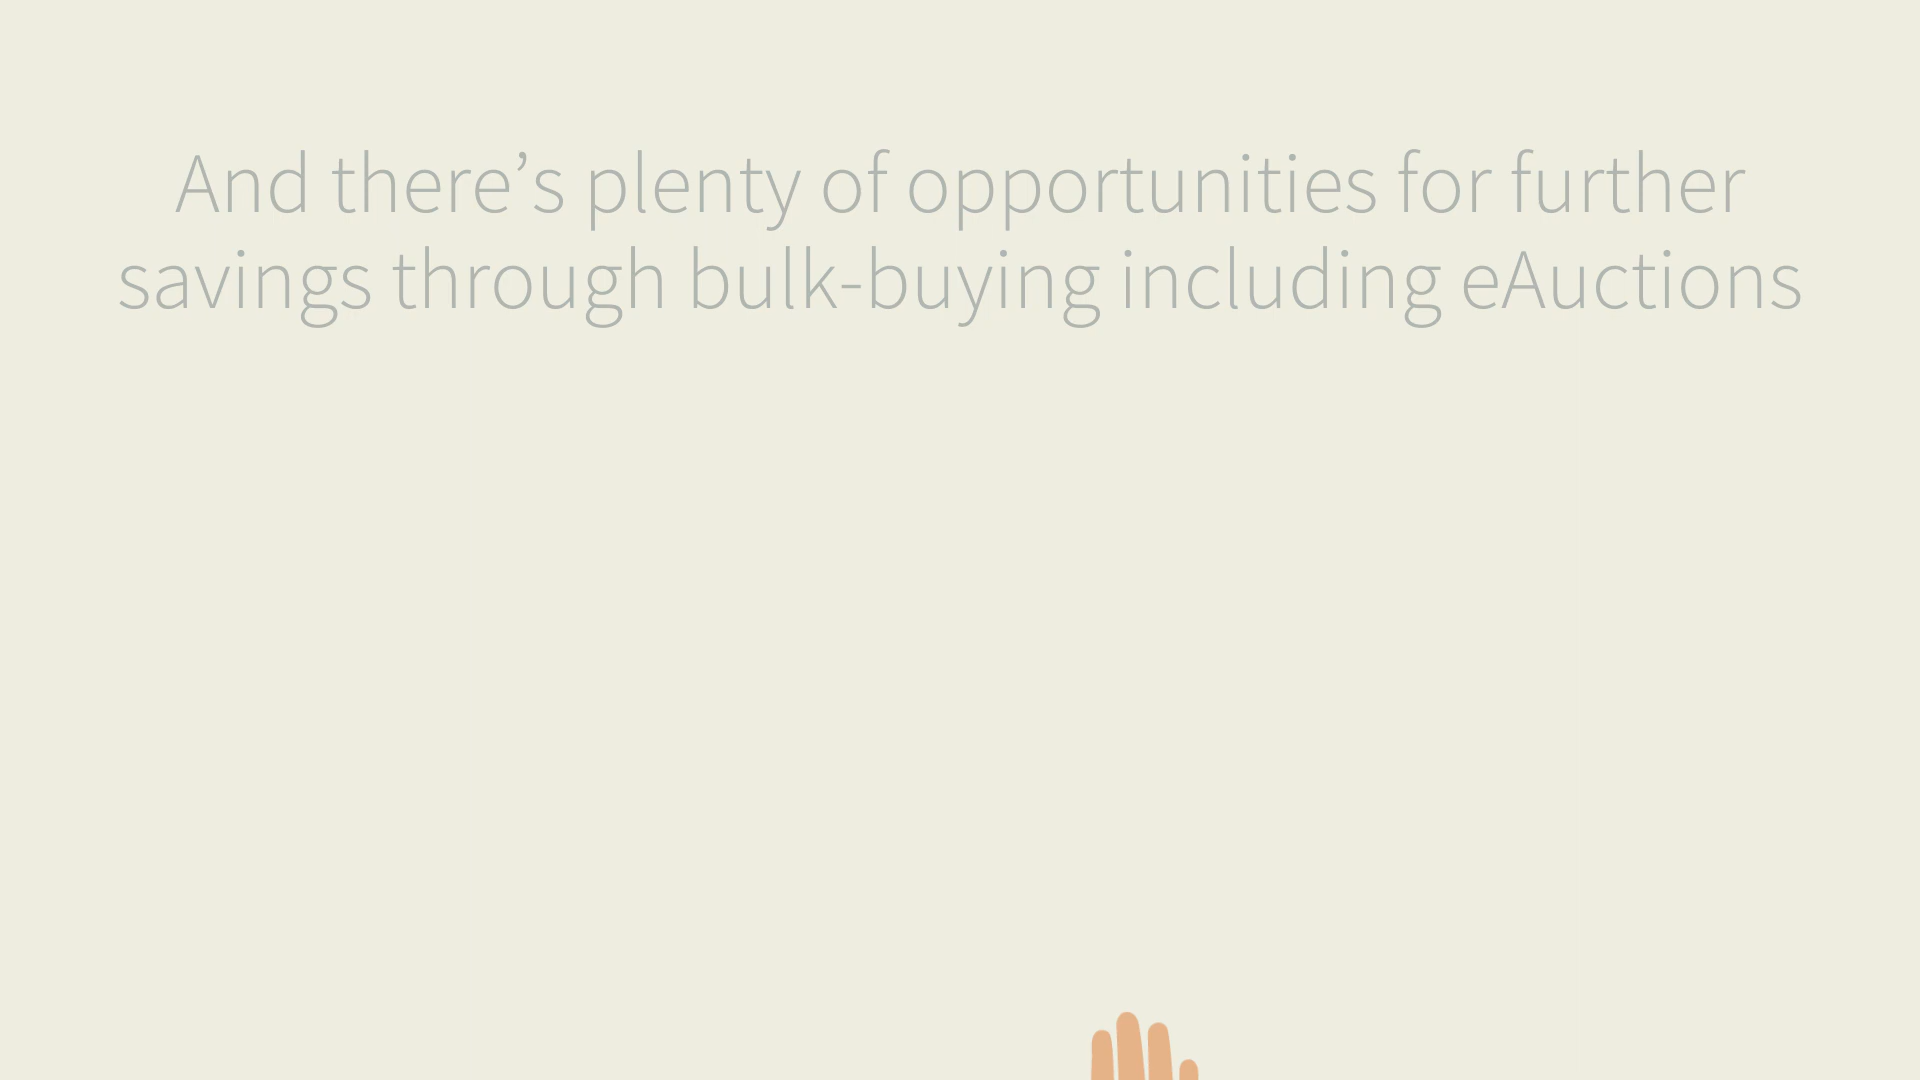 And there’s plenty of opportunities for further
savings through bulk-buying including eAuctions